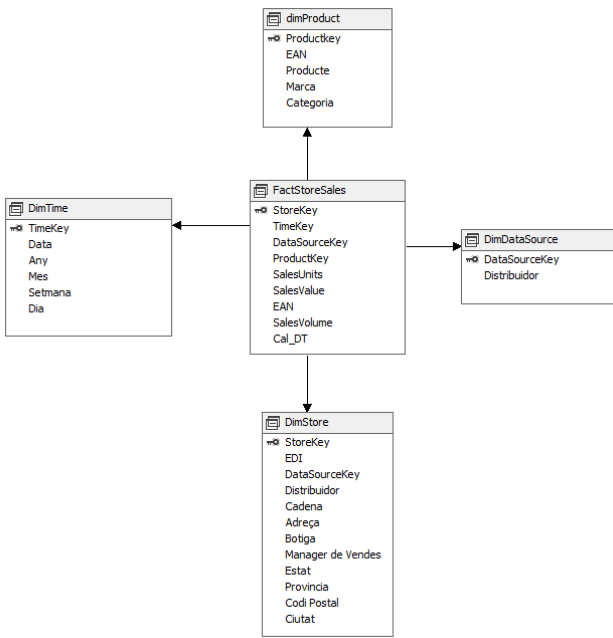 dimProduct
Productkey
EAN
Producte
Marca
Categoria
FactStoreSales
StoreKey
TimeKey
DataSourceKey
ProductKey
SalesUnits
SalesValue
EAN
SalesVolume
Cal_DT
DimTime
TimeKey
Data
Any
Mes
Setmana
Dia
DimDataSource
DataSourceKey
Distribuidor
DimStore
StoreKey
EDI
DataSourceKey
Distribuidor
Cadena
Adreça
Botiga
Manager de Vendes
Estat
Provincia
Codi Postal
Ciutat